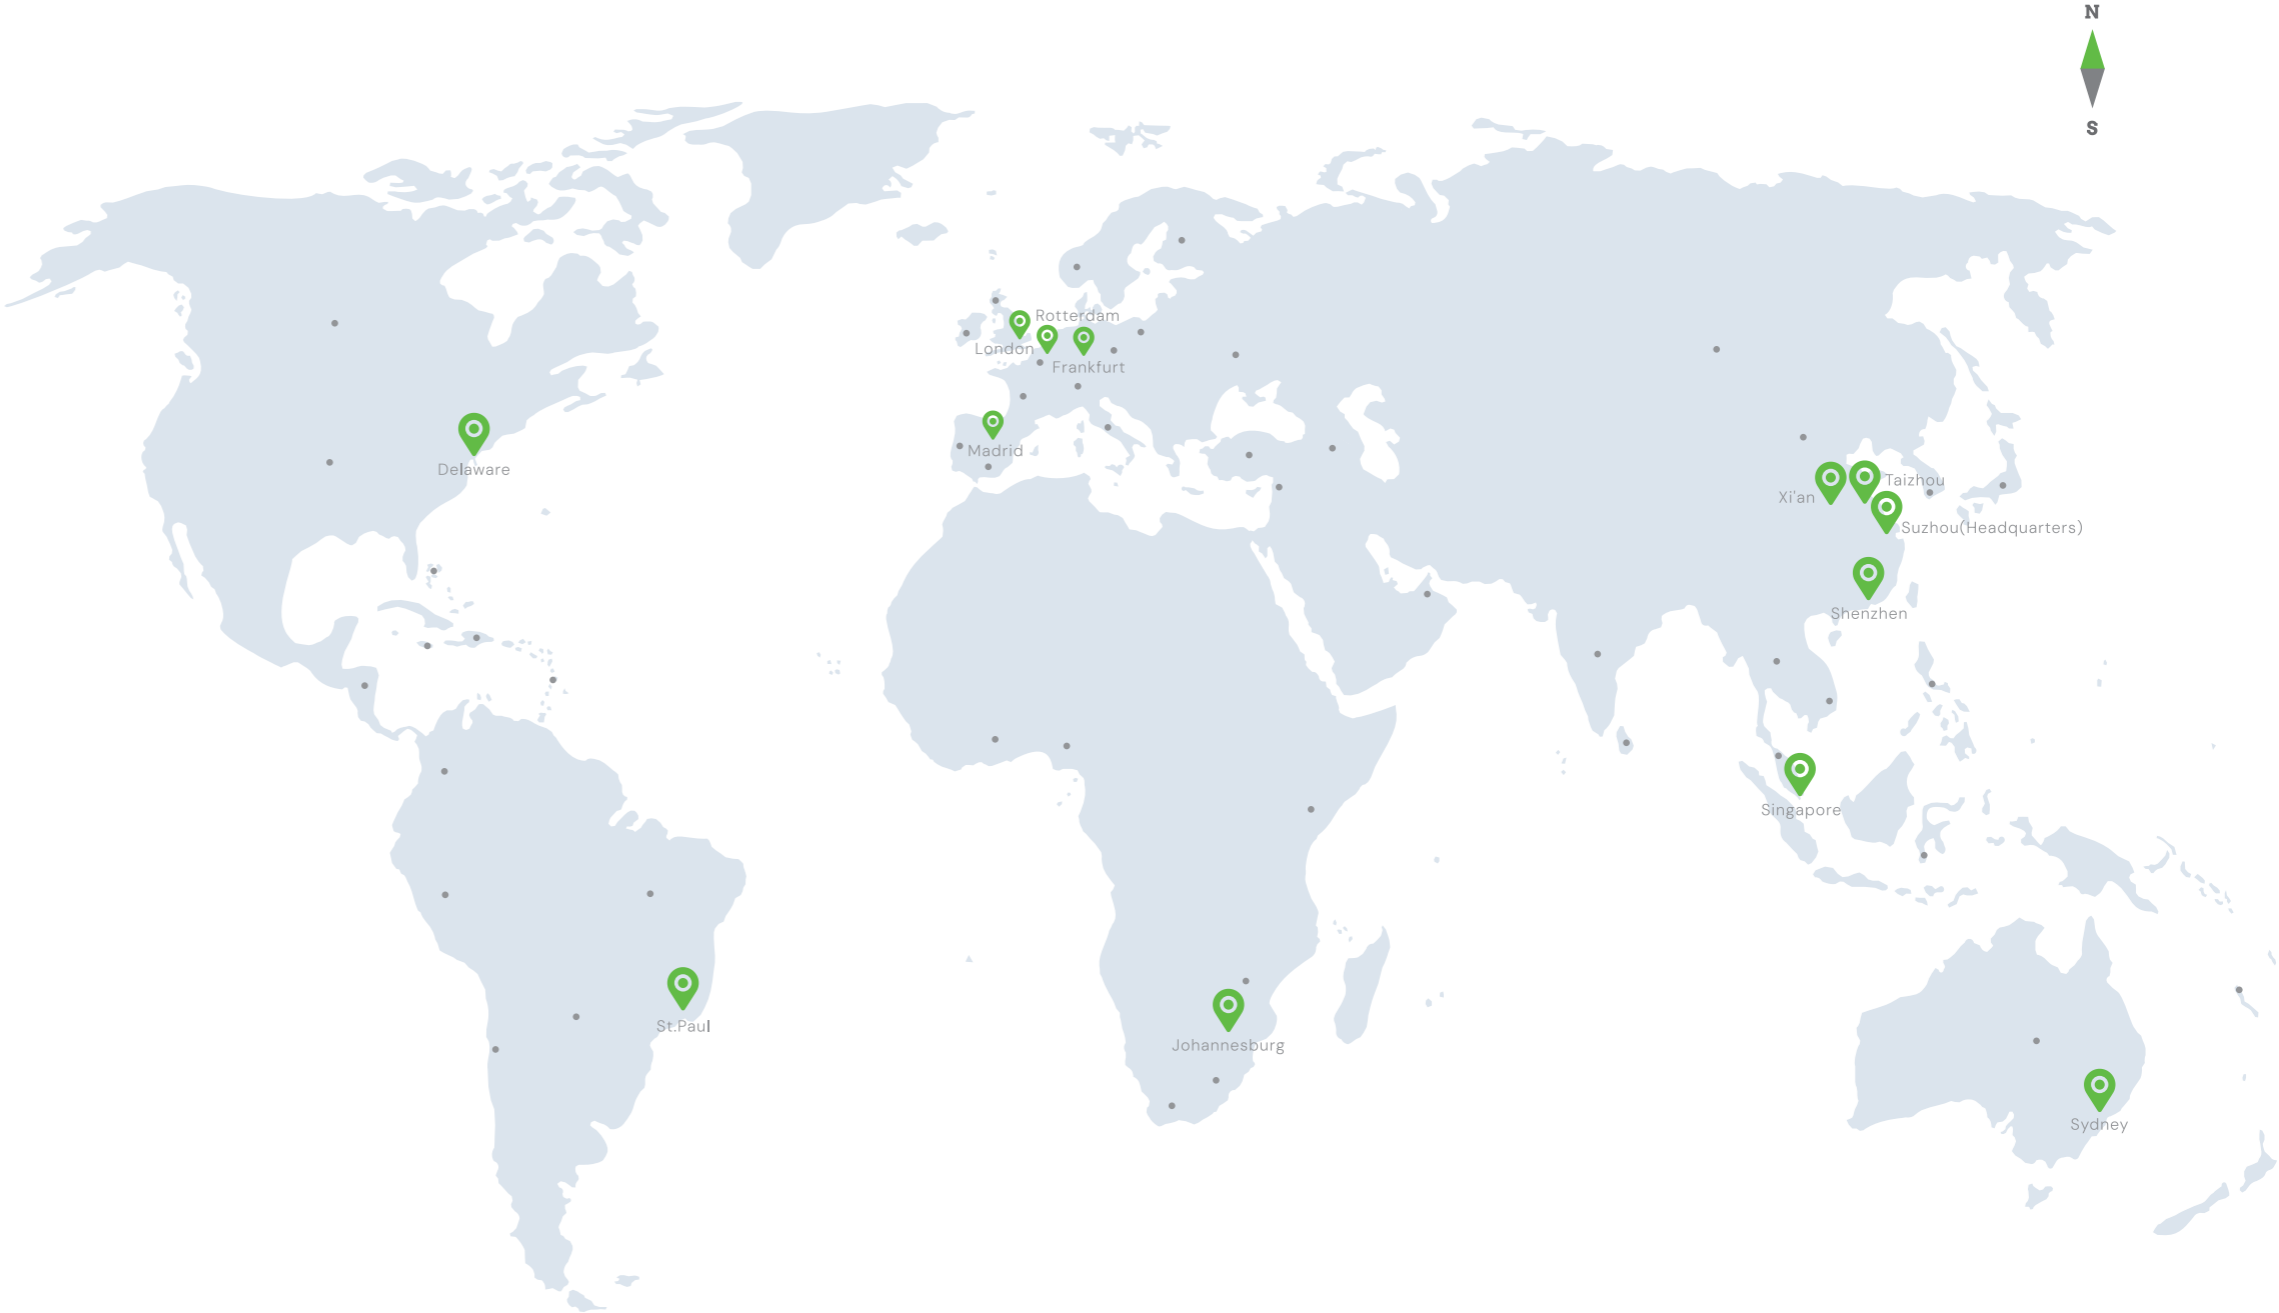 N
S
Rotterdam
London
Frankfurt
Madrid
Delaware
Taizhou
Xi'an
Suzhou(Headquarters)
Shenzhen
Singapore
St.Paul
Johannesburg
Sydney